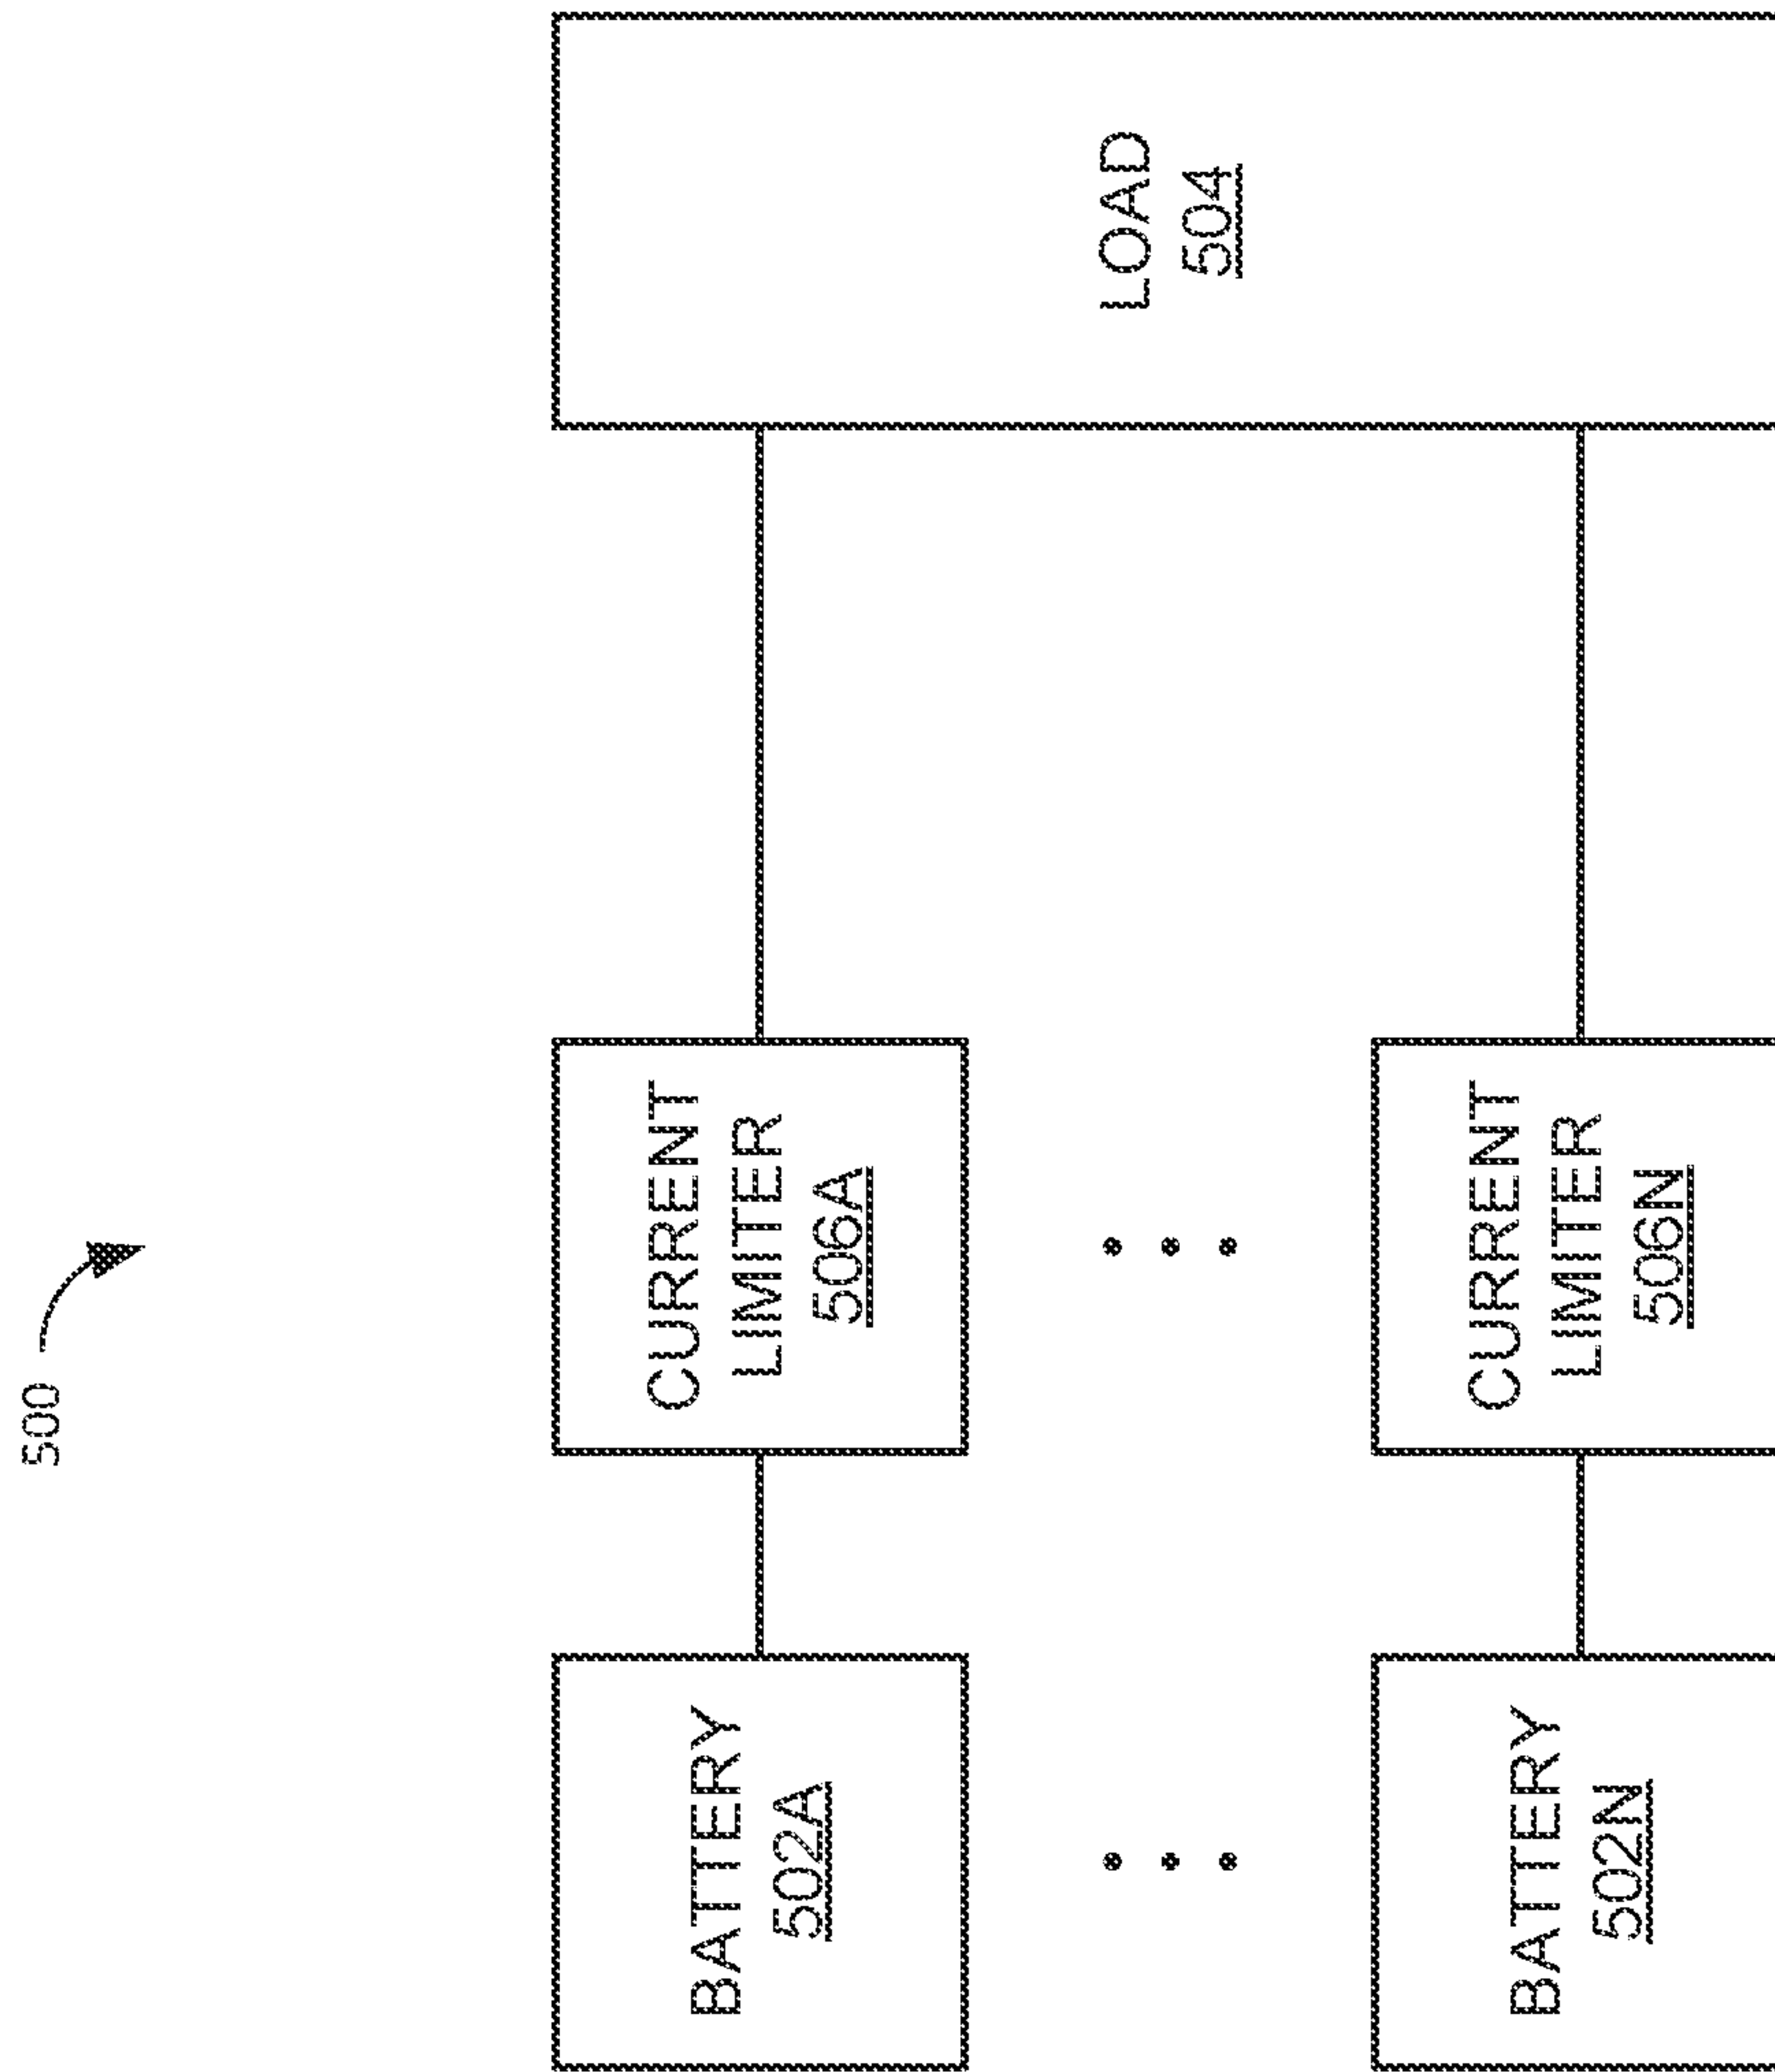 500
BATTERY
502A
CURRENT
LIMITER
506A
LOAD
504
BATTERY
502N
CURRENT
LIMITER
506N